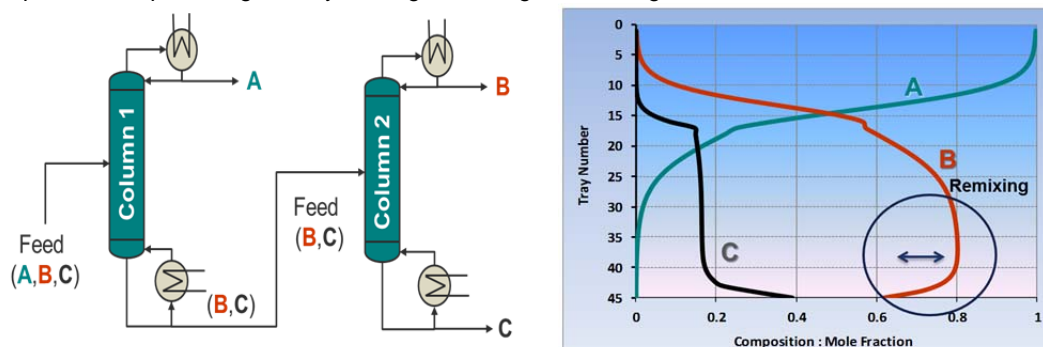 Column 1
A
Feed
(A,B,C)
(B,C)
Column 2
B
Feed
(B,C)
C
Tray Number
0
5
10
15
20
25
30
35
40
45
A
B
Remixing
C
0
0.2
0.4
0.6
0.8
1
Composition : Mole Fraction